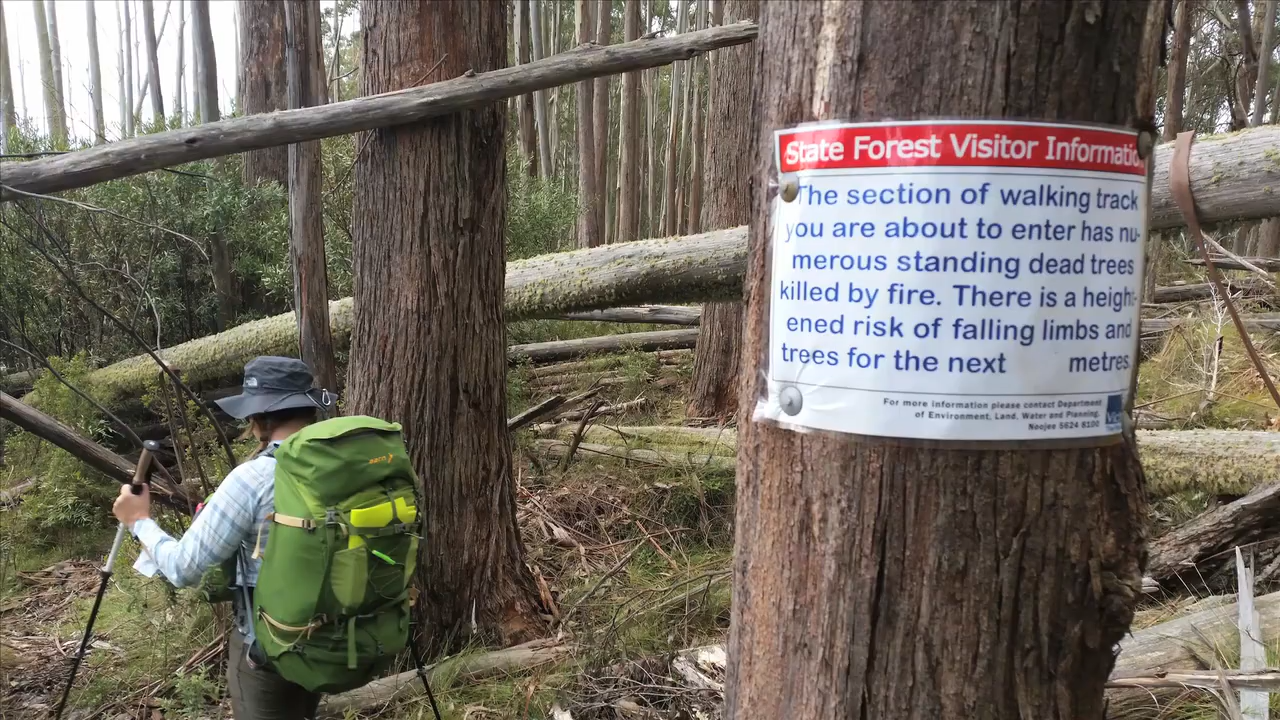 State Forest Visitor Informatio
The section of walking track
you are about to enter has nu-
merous standing dead trees
killed by fire. There is a height-
ened risk of falling limbs and
trees for the next metres.
For more information please contact Department
of Environment, Land, Water and Planning.
Noojee 5624 6100